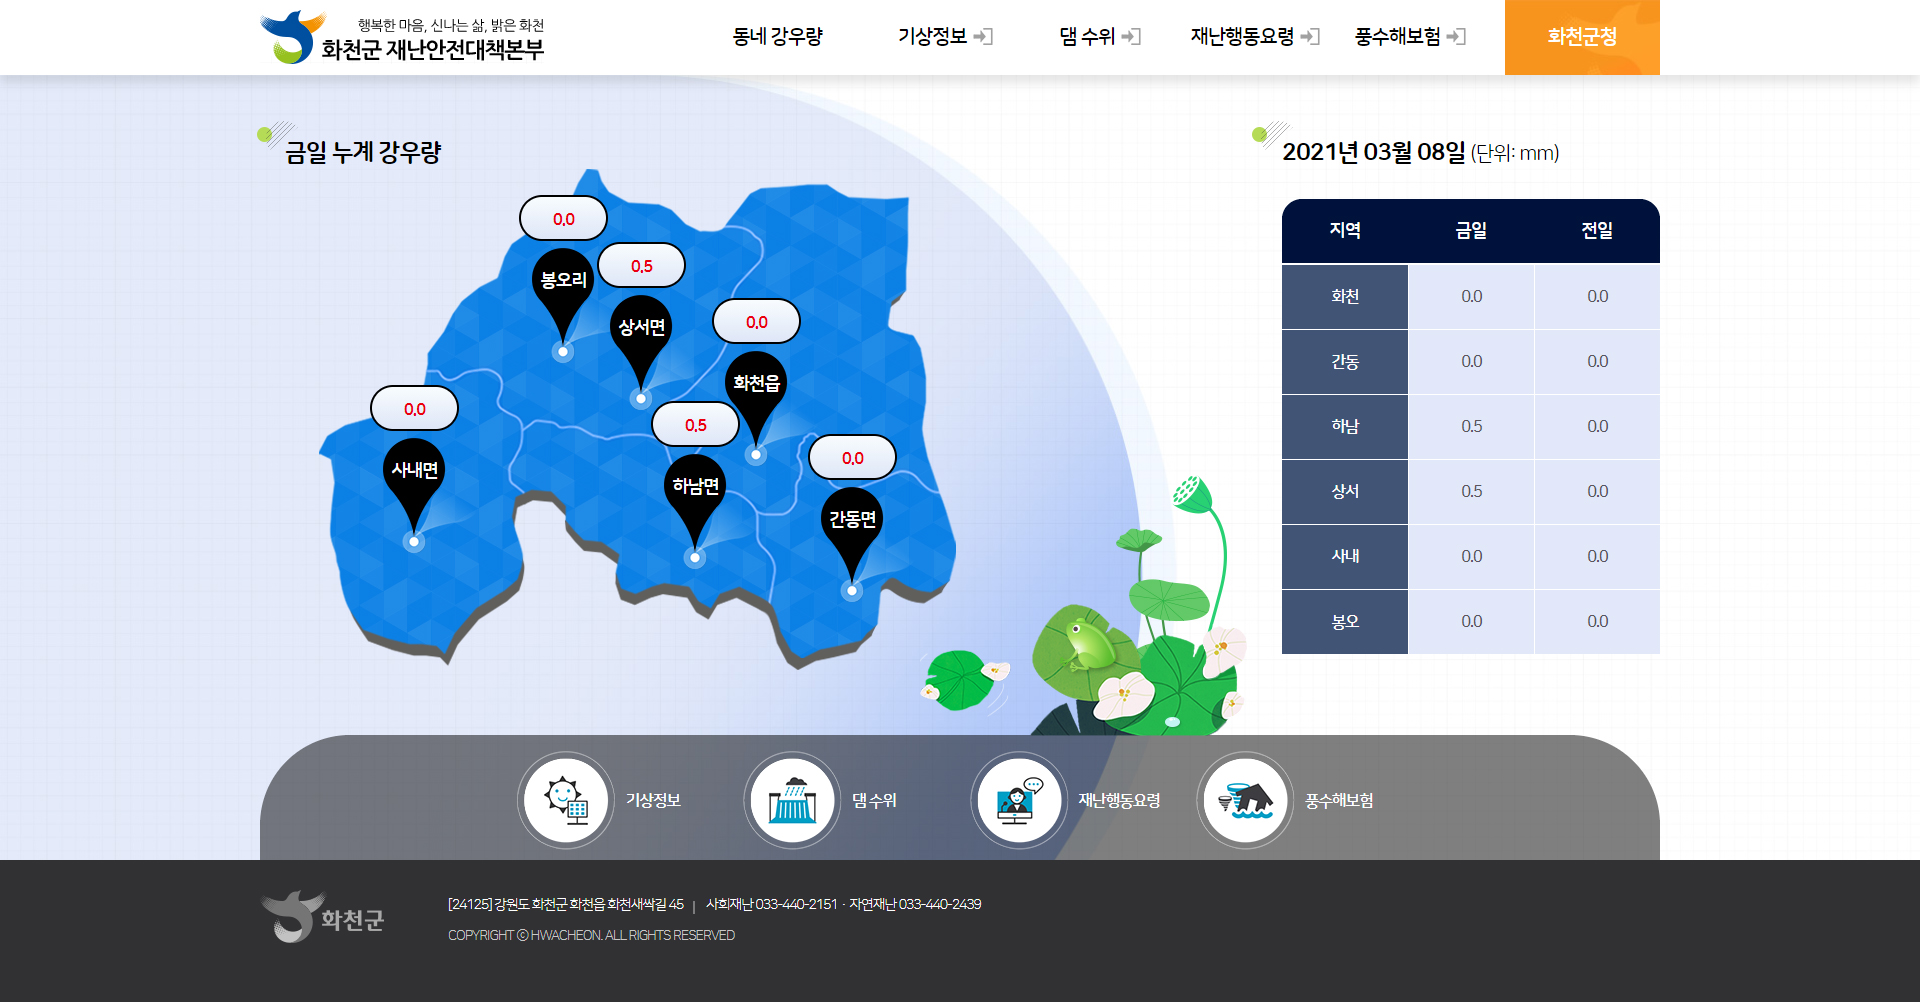 행복한 마음, 신나는 삶, 밝은 화천
화천군 재난안전대책본부
동네 강우량 기상정보 댐 수위 재난행동요령 풍수해보험 화천군청
금일 누계 강우량
0.0
봉오리
0.5
상서면
0.0
화천읍
0.0
사내면
0.5
하남면
0.0
간동면
2021년 03월 08일 (단위: mm)
지역 금일 전일
화천 0.0 0.0
간동 0.0 0.0
하남 0.5 0.0
상서 0.5 0.0
사내 0.0 0.0
봉오 0.0 0.0
기상정보 댐 수위 재난행동요령 풍수해보험
화천군
[24125] 강원도 화천군 화천읍 화천새싹길 45 | 사회재난 033-440-2151 · 자연재난 033-440-2439
COPYRIGHT ⓒ HWACHEON. ALL RIGHTS RESERVED